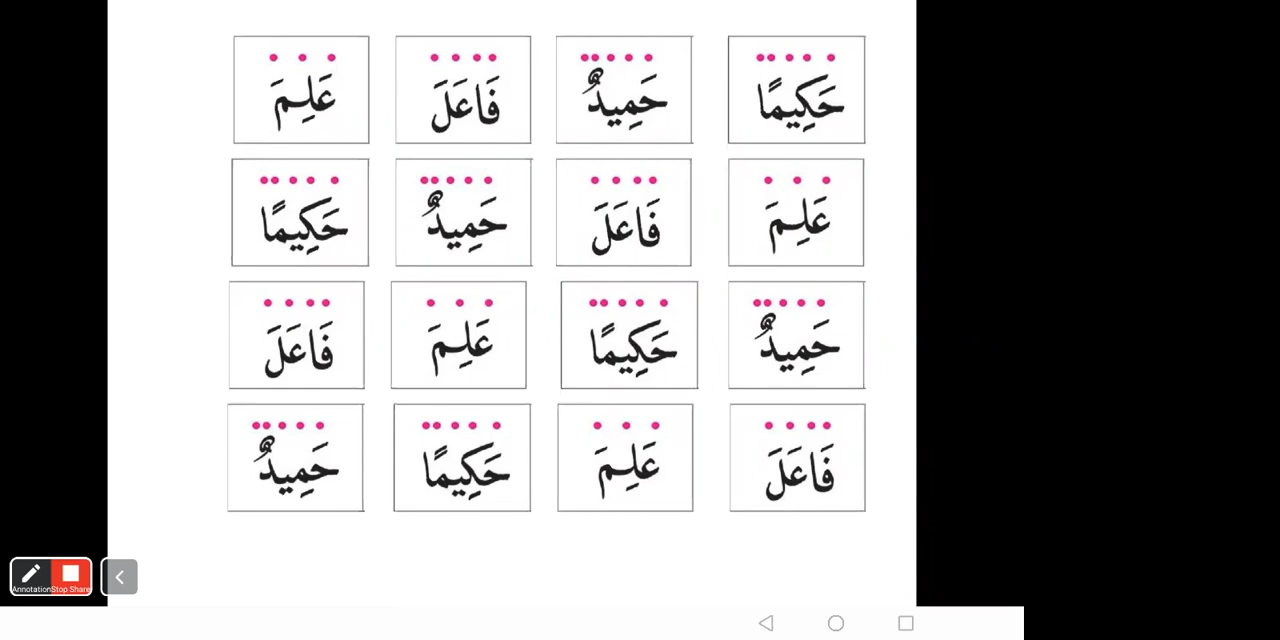 حَكِيمًا حَمِيدٌ فَاعَلَ عَلِمَ
عَلِمَ فَاعَلَ حَمِيدٌ حَكِيمًا
حَمِيدٌ حَكِيمًا عَلِمَ فَاعَلَ
فَاعَلَ عَلِمَ حَكِيمًا حَمِيدٌ
Annotation Stop Share